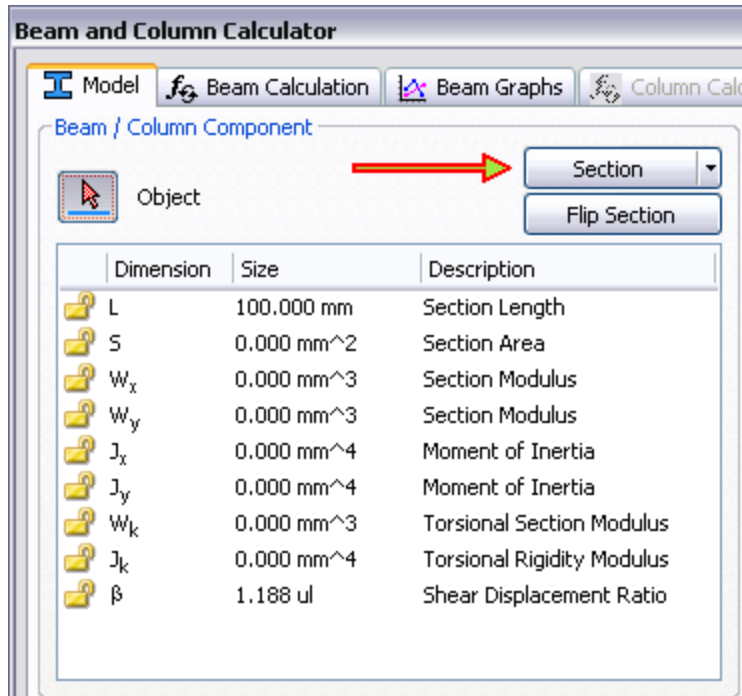 Beam and Column Calculator
Model fG Beam Calculation Beam Graphs Column Calc
Beam / Column Component
Section
Object
Flip Section
Dimension Size Description
L 100.000 mm Section Length
S 0.000 mm^2 Section Area
Wx 0.000 mm^3 Section Modulus
Wy 0.000 mm^3 Section Modulus
Jx 0.000 mm^4 Moment of Inertia
Jy 0.000 mm^4 Moment of Inertia
Wk 0.000 mm^3 Torsional Section Modulus
Jk 0.000 mm^4 Torsional Rigidity Modulus
β 1.188 ul Shear Displacement Ratio